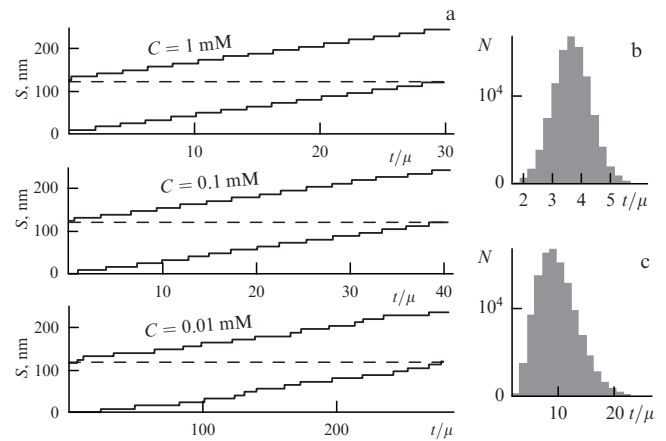 a
S, nm
200
100
0
C = 1 mM
10
20
30
t/μ
S, nm
200
100
0
C = 0.1 mM
10
20
30
40
t/μ
S, nm
200
100
0
C = 0.01 mM
100
200
t/μ
b
N
10⁴
0
2 3 4 5 t/μ
c
N
10⁴
0
10 20 t/μ